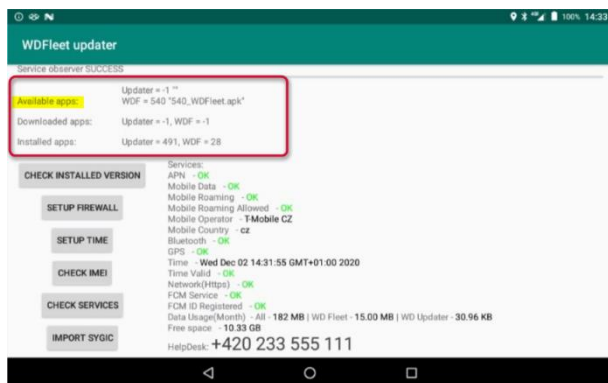 100% 14:33
WDFleet updater
Service observer SUCCESS
Updater = -1 ""
Available apps: WDF = 540 "540_WDFleet.apk"
Downloaded apps: Updater = -1, WDF = -1
Installed apps: Updater = 491, WDF = 28
CHECK INSTALLED VERSION
SETUP FIREWALL
SETUP TIME
CHECK IMEI
CHECK SERVICES
IMPORT SYGIC
Services:
APN - OK
Mobile Data - OK
Mobile Roaming - OK
Mobile Roaming Allowed - OK
Mobile Operator - T-Mobile CZ
Mobile Country - cz
Bluetooth - OK
GPS - OK
Time - Wed Dec 02 14:31:55 GMT+01:00 2020
Time Valid - OK
Network(Https) - OK
FCM Service - OK
FCM ID Registered - OK
Data Usage(Month) - All - 182 MB | WD Fleet - 15.00 MB | WD Updater - 30.96 KB
Free space - 10.33 GB
HelpDesk: +420 233 555 111